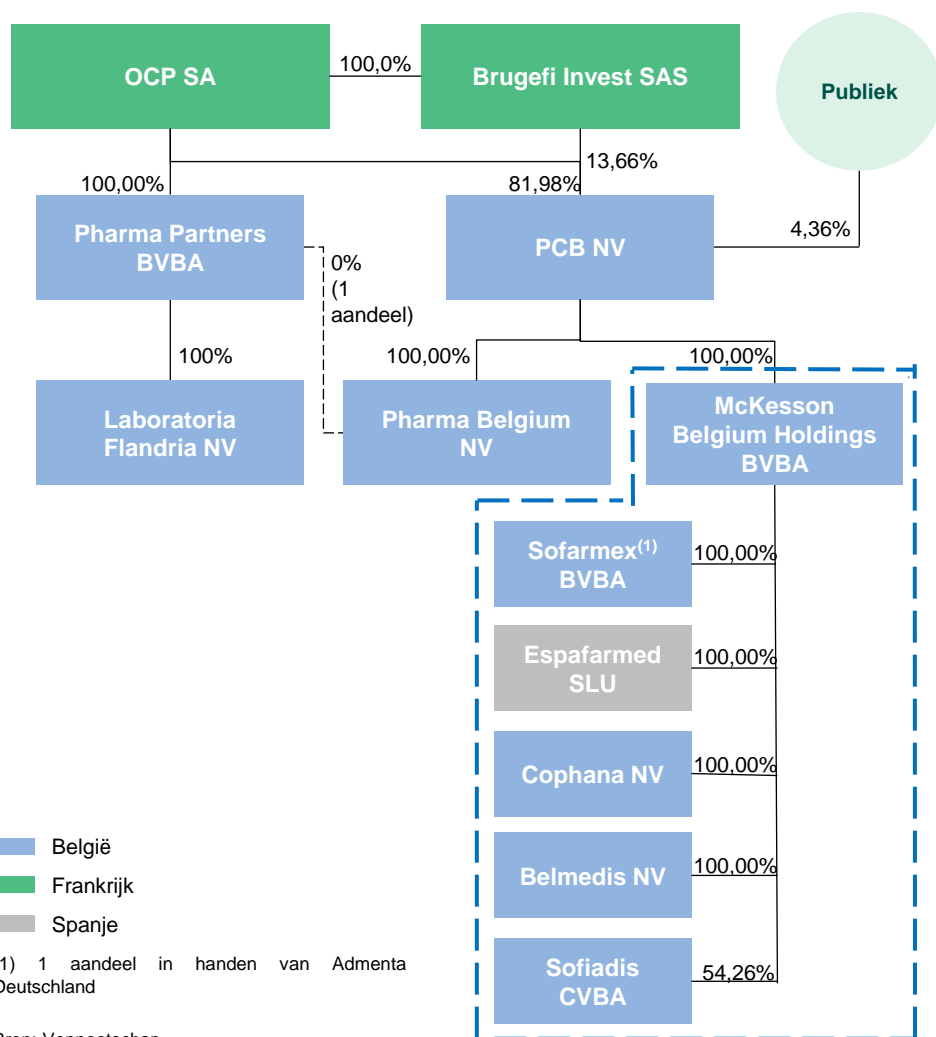 OCP SA
100,0%
Brugefi Invest SAS
Publiek
13,66%
100,00%
81,98%
Pharma Partners
BVBA
PCB NV
4,36%
0%
(1
aandeel)
100%
100,00%
100,00%
Laboratoria
Flandria NV
Pharma Belgium
NV
McKesson
Belgium Holdings
BVBA
Sofarmex(1)
BVBA
100,00%
Espafarmed
SLU
100,00%
Cophana NV
100,00%
België
Belmedis NV
100,00%
Frankrijk
Spanje
1) 1 aandeel in handen van Admenta
Deutschland
Sofiadis
CVBA
54,26%